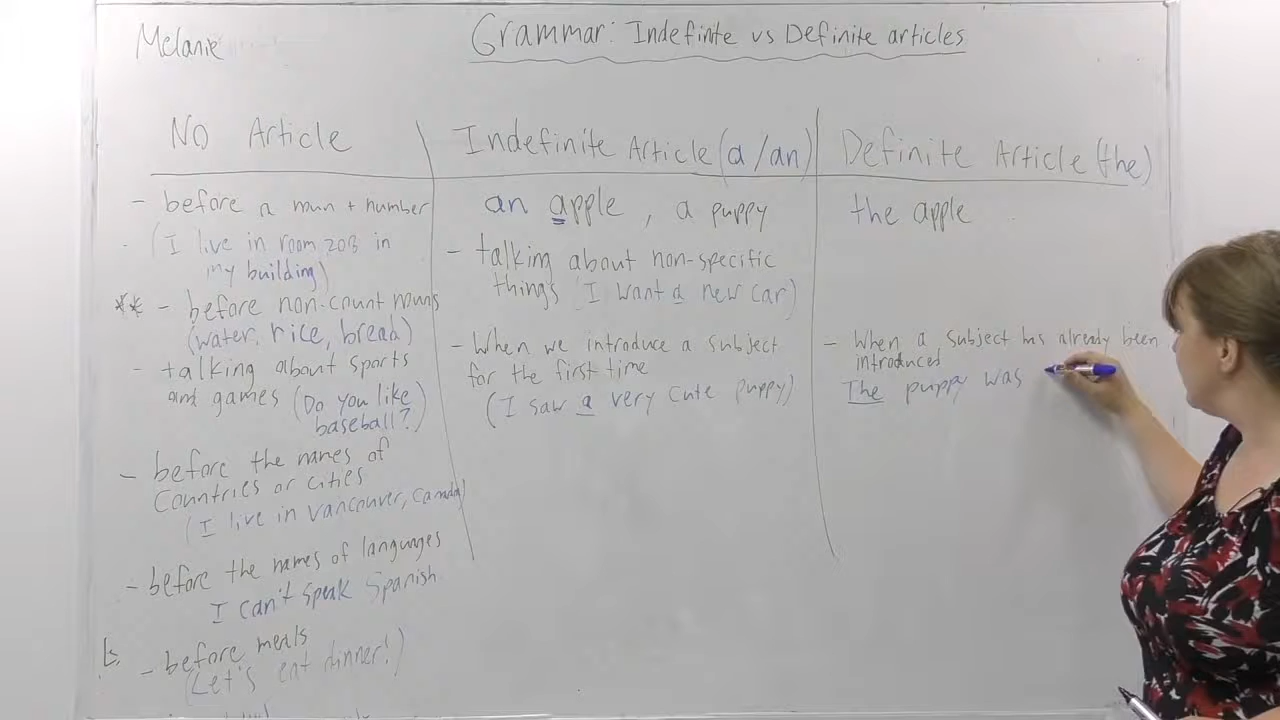 Melanie
Grammar: Indefinite vs Definite articles
No Article
- before a noun + number
- (I live in room 203 in
my building)
** - before non-count nouns
(water, rice, bread)
- talking about sports
and games (Do you like
baseball?)
- before the names of
Countries or cities
(I live in Vancouver, Canada)
- before the names of languages
I can't speak Spanish
- before meals
(Let's eat dinner!)
Indefinite Article (a/an)
an apple, a puppy
- talking about non-specific
things (I want a new car)
- When we introduce a subject
for the first time
(I saw a very cute puppy)
Definite Article (the)
the apple
- When a subject has already been
introduced
The puppy was